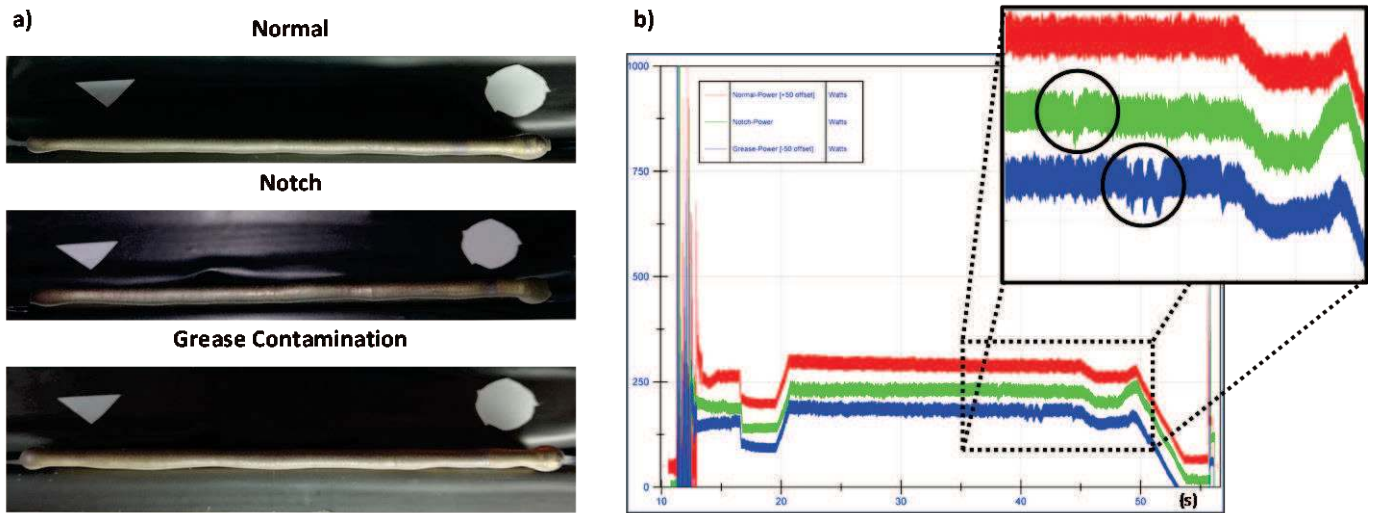 a)
Normal
Notch
Grease Contamination
b)
1000
750
500
250
0
Normal-Power [+50 offset] Watts
Notch-Power Watts
Grease-Power [-50 offset] Watts
10 20 30 40 50 (s)